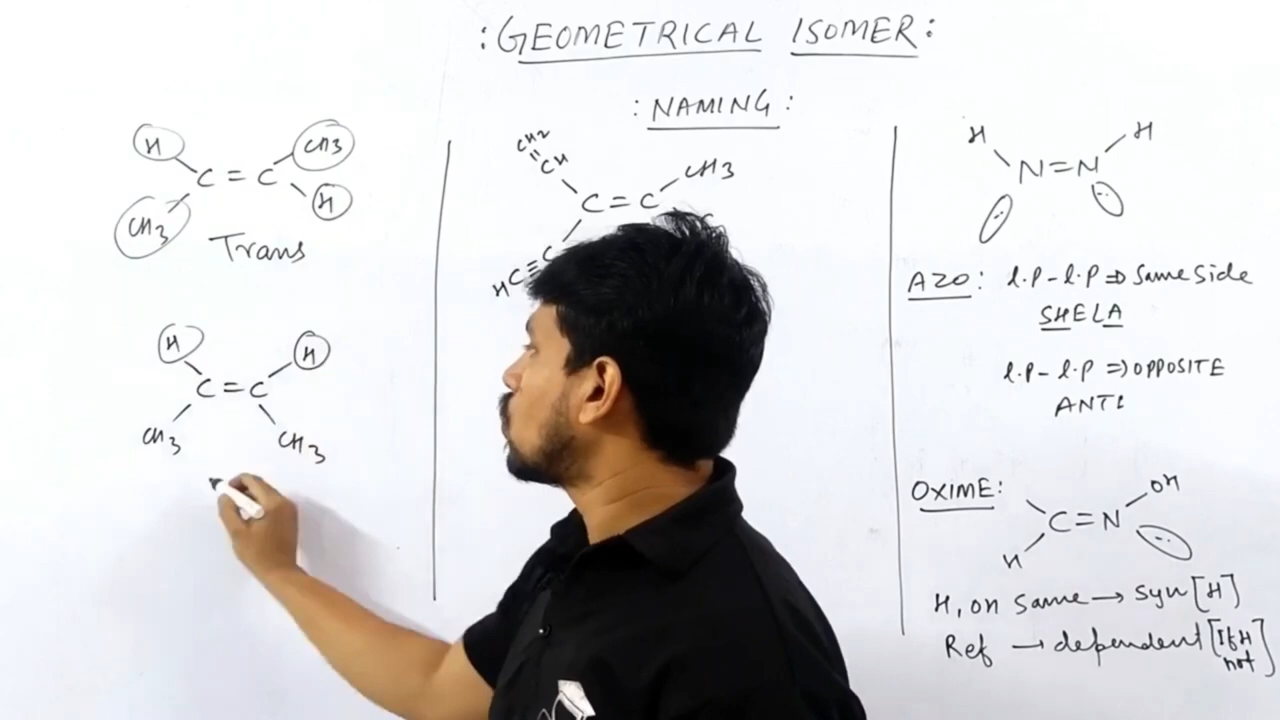 : GEOMETRICAL ISOMER :
: NAMING :
H CH3
C = C
CH3 H
Trans
H H
C = C
CH3 CH3
CH2
=
CH
CH3
C = C
HC≡C
H H
N=N
AZO : l.p - l.p ⇒ Same Side
SHELA
l.p - l.p ⇒ OPPOSITE
ANTI
OXIME :
OH
C=N
H
H, on Same → Syn [H]
Ref → dependent [If H not]